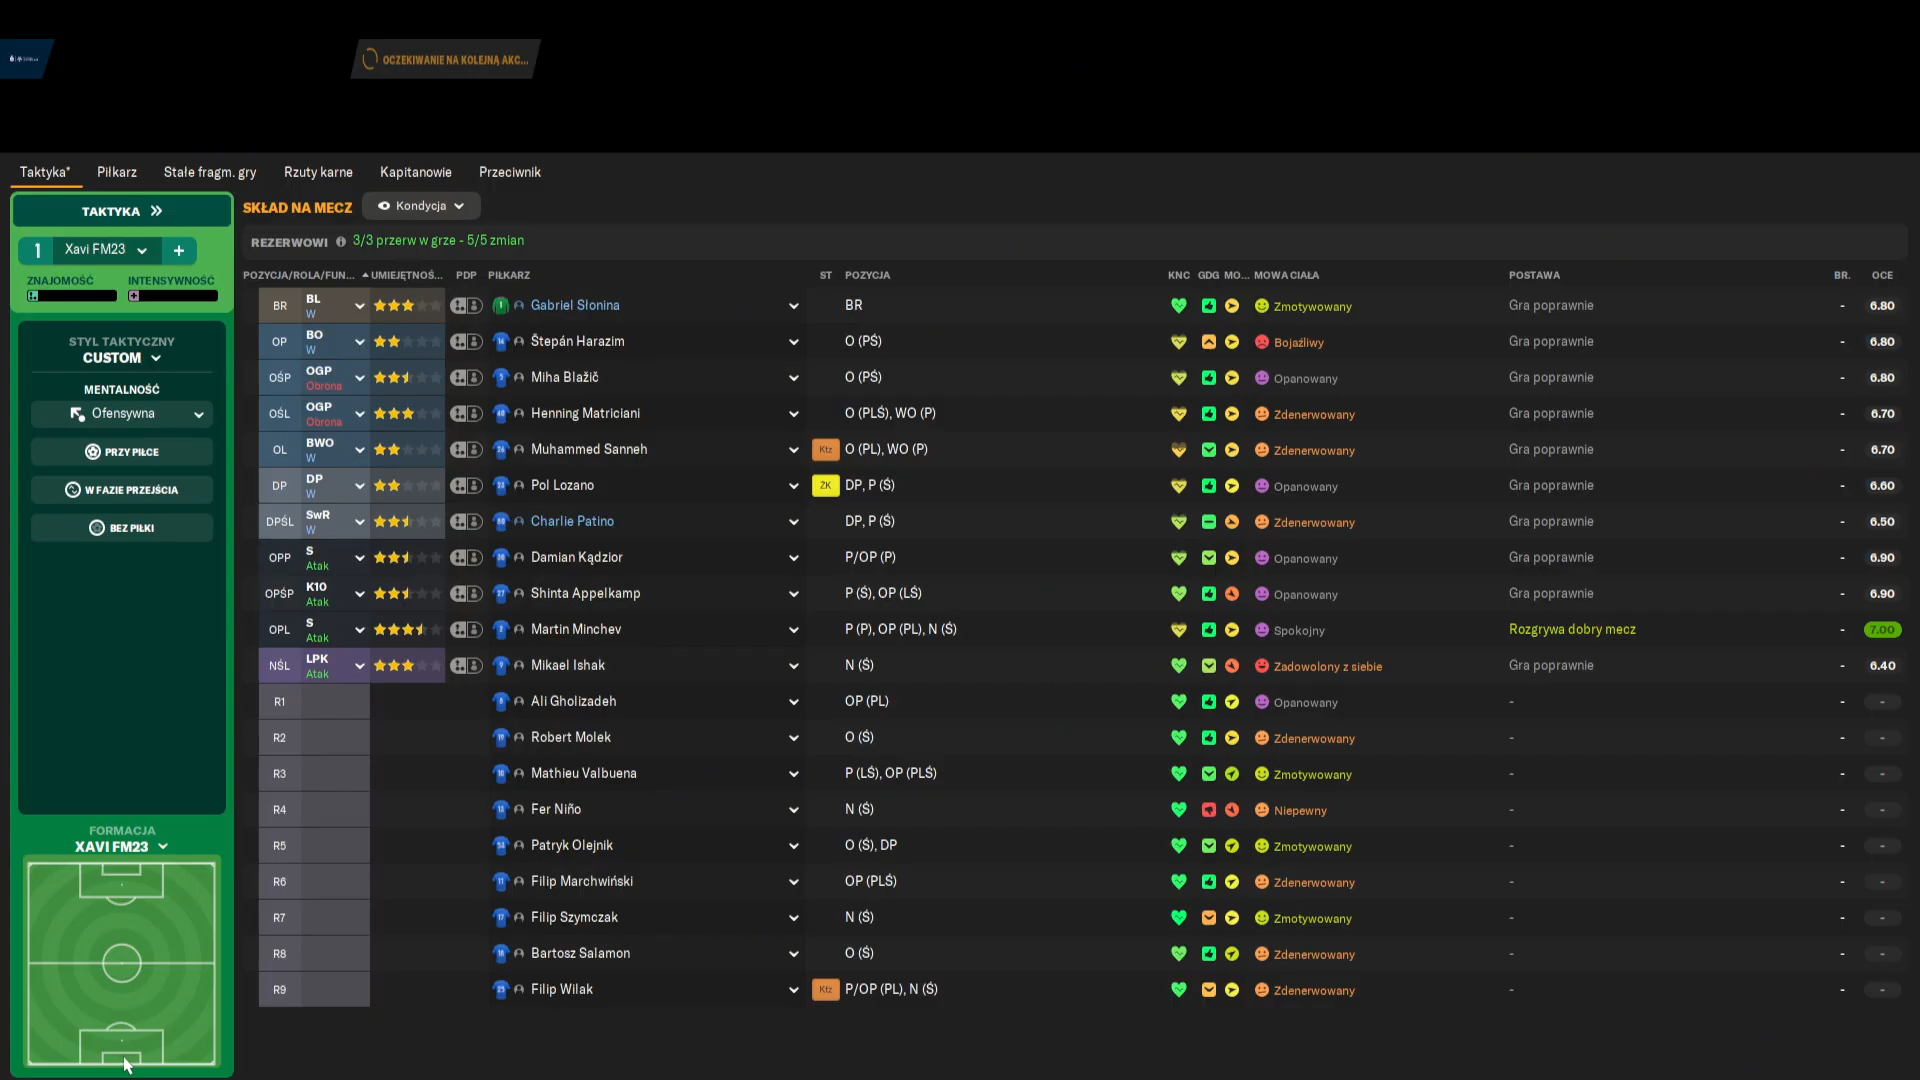 OCZEKIWANIE NA KOLEJNĄ AKC...
Taktyka* Piłkarz Stałe fragm. gry Rzuty karne Kapitanowie Przeciwnik
TAKTYKA
SKŁAD NA MECZ Kondycja
1 Xavi FM23 +
REZERWOWI 3/3 przerw w grze - 5/5 zmian
ZNAJOMOŚĆ INTENSYWNOŚĆ
POZYCJA/ROLA/FUN... UMIEJĘTNOŚ... PDP PIŁKARZ ST POZYCJA KNC GDG MO... MOWA CIAŁA POSTAWA BR. OCE
BR BL W Gabriel Slonina BR Zmotywowany Gra poprawnie - 6.80
OP BO W Štepán Harazim O (PŚ) Bojaźliwy Gra poprawnie - 6.80
OŚP OGP Obrona Miha Blažič O (PŚ) Opanowany Gra poprawnie - 6.80
OŚL OGP Obrona Henning Matriciani O (PLŚ), WO (P) Zdenerwowany Gra poprawnie - 6.70
OL BWO W Muhammed Sanneh Ktz O (PL), WO (P) Zdenerwowany Gra poprawnie - 6.70
DP DP W Pol Lozano ŻK DP, P (Ś) Opanowany Gra poprawnie - 6.60
DPŚL SwR W Charlie Patino DP, P (Ś) Zdenerwowany Gra poprawnie - 6.50
OPP S Atak Damian Kądzior P/OP (P) Opanowany Gra poprawnie - 6.90
OPŚP K10 Atak Shinta Appelkamp P (Ś), OP (LŚ) Opanowany Gra poprawnie - 6.90
OPL S Atak Martin Minchev P (P), OP (PL), N (Ś) Spokojny Rozgrywa dobry mecz - 7.00
NŚL LPK Atak Mikael Ishak N (Ś) Zadowolony z siebie Gra poprawnie - 6.40
R1 Ali Gholizadeh OP (PL) Opanowany - - -
R2 Robert Molek O (Ś) Zdenerwowany - - -
R3 Mathieu Valbuena P (LŚ), OP (PLŚ) Zmotywowany - - -
R4 Fer Niño N (Ś) Niepewny - - -
R5 Patryk Olejnik O (Ś), DP Zmotywowany - - -
R6 Filip Marchwiński OP (PLŚ) Zdenerwowany - - -
R7 Filip Szymczak N (Ś) Zmotywowany - - -
R8 Bartosz Salamon O (Ś) Zdenerwowany - - -
R9 Filip Wilak Ktz P/OP (PL), N (Ś) Zdenerwowany - - -
STYL TAKTYCZNY
CUSTOM
MENTALNOŚĆ
Ofensywna
PRZY PIŁCE
W FAZIE PRZEJŚCIA
BEZ PIŁKI
FORMACJA
XAVI FM23